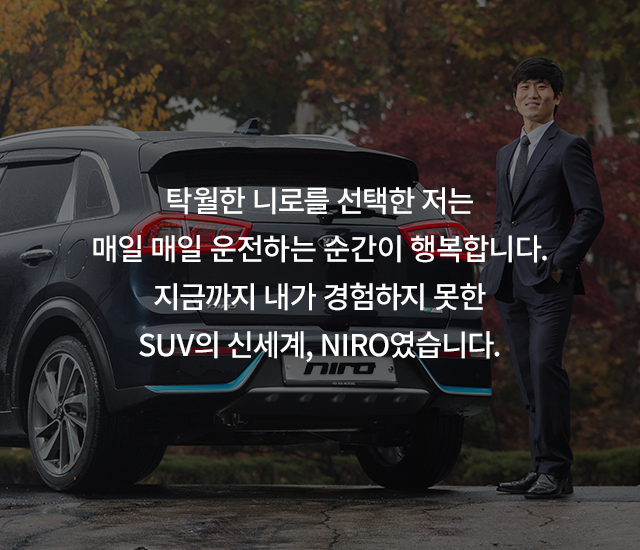 탁월한 니로를 선택한 저는
매일 매일 운전하는 순간이 행복합니다.
지금까지 내가 경험하지 못한
SUV의 신세계, NIRO였습니다.
niro